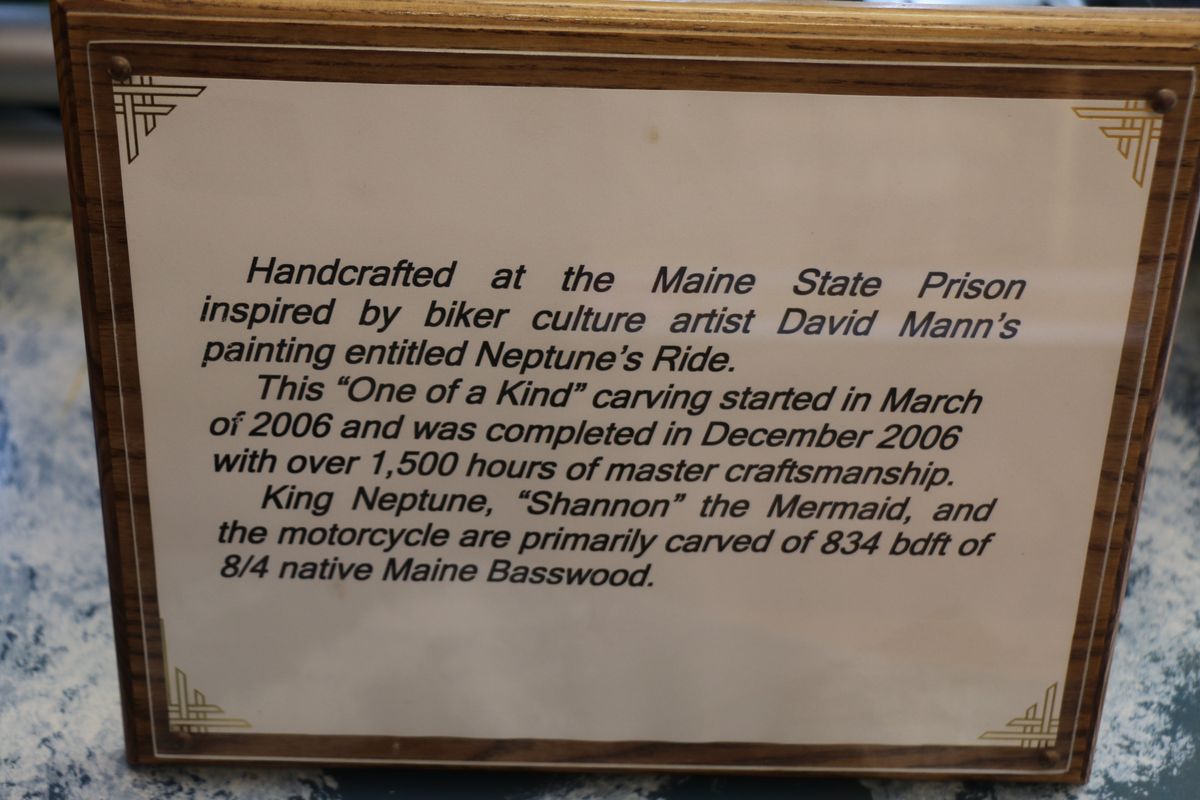 Handcrafted at the Maine State Prison
inspired by biker culture artist David Mann's
painting entitled Neptune's Ride.
This “One of a Kind” carving started in March
of 2006 and was completed in December 2006
with over 1,500 hours of master craftsmanship.
King Neptune, “Shannon” the Mermaid, and
the motorcycle are primarily carved of 834 bdft of
8/4 native Maine Basswood.